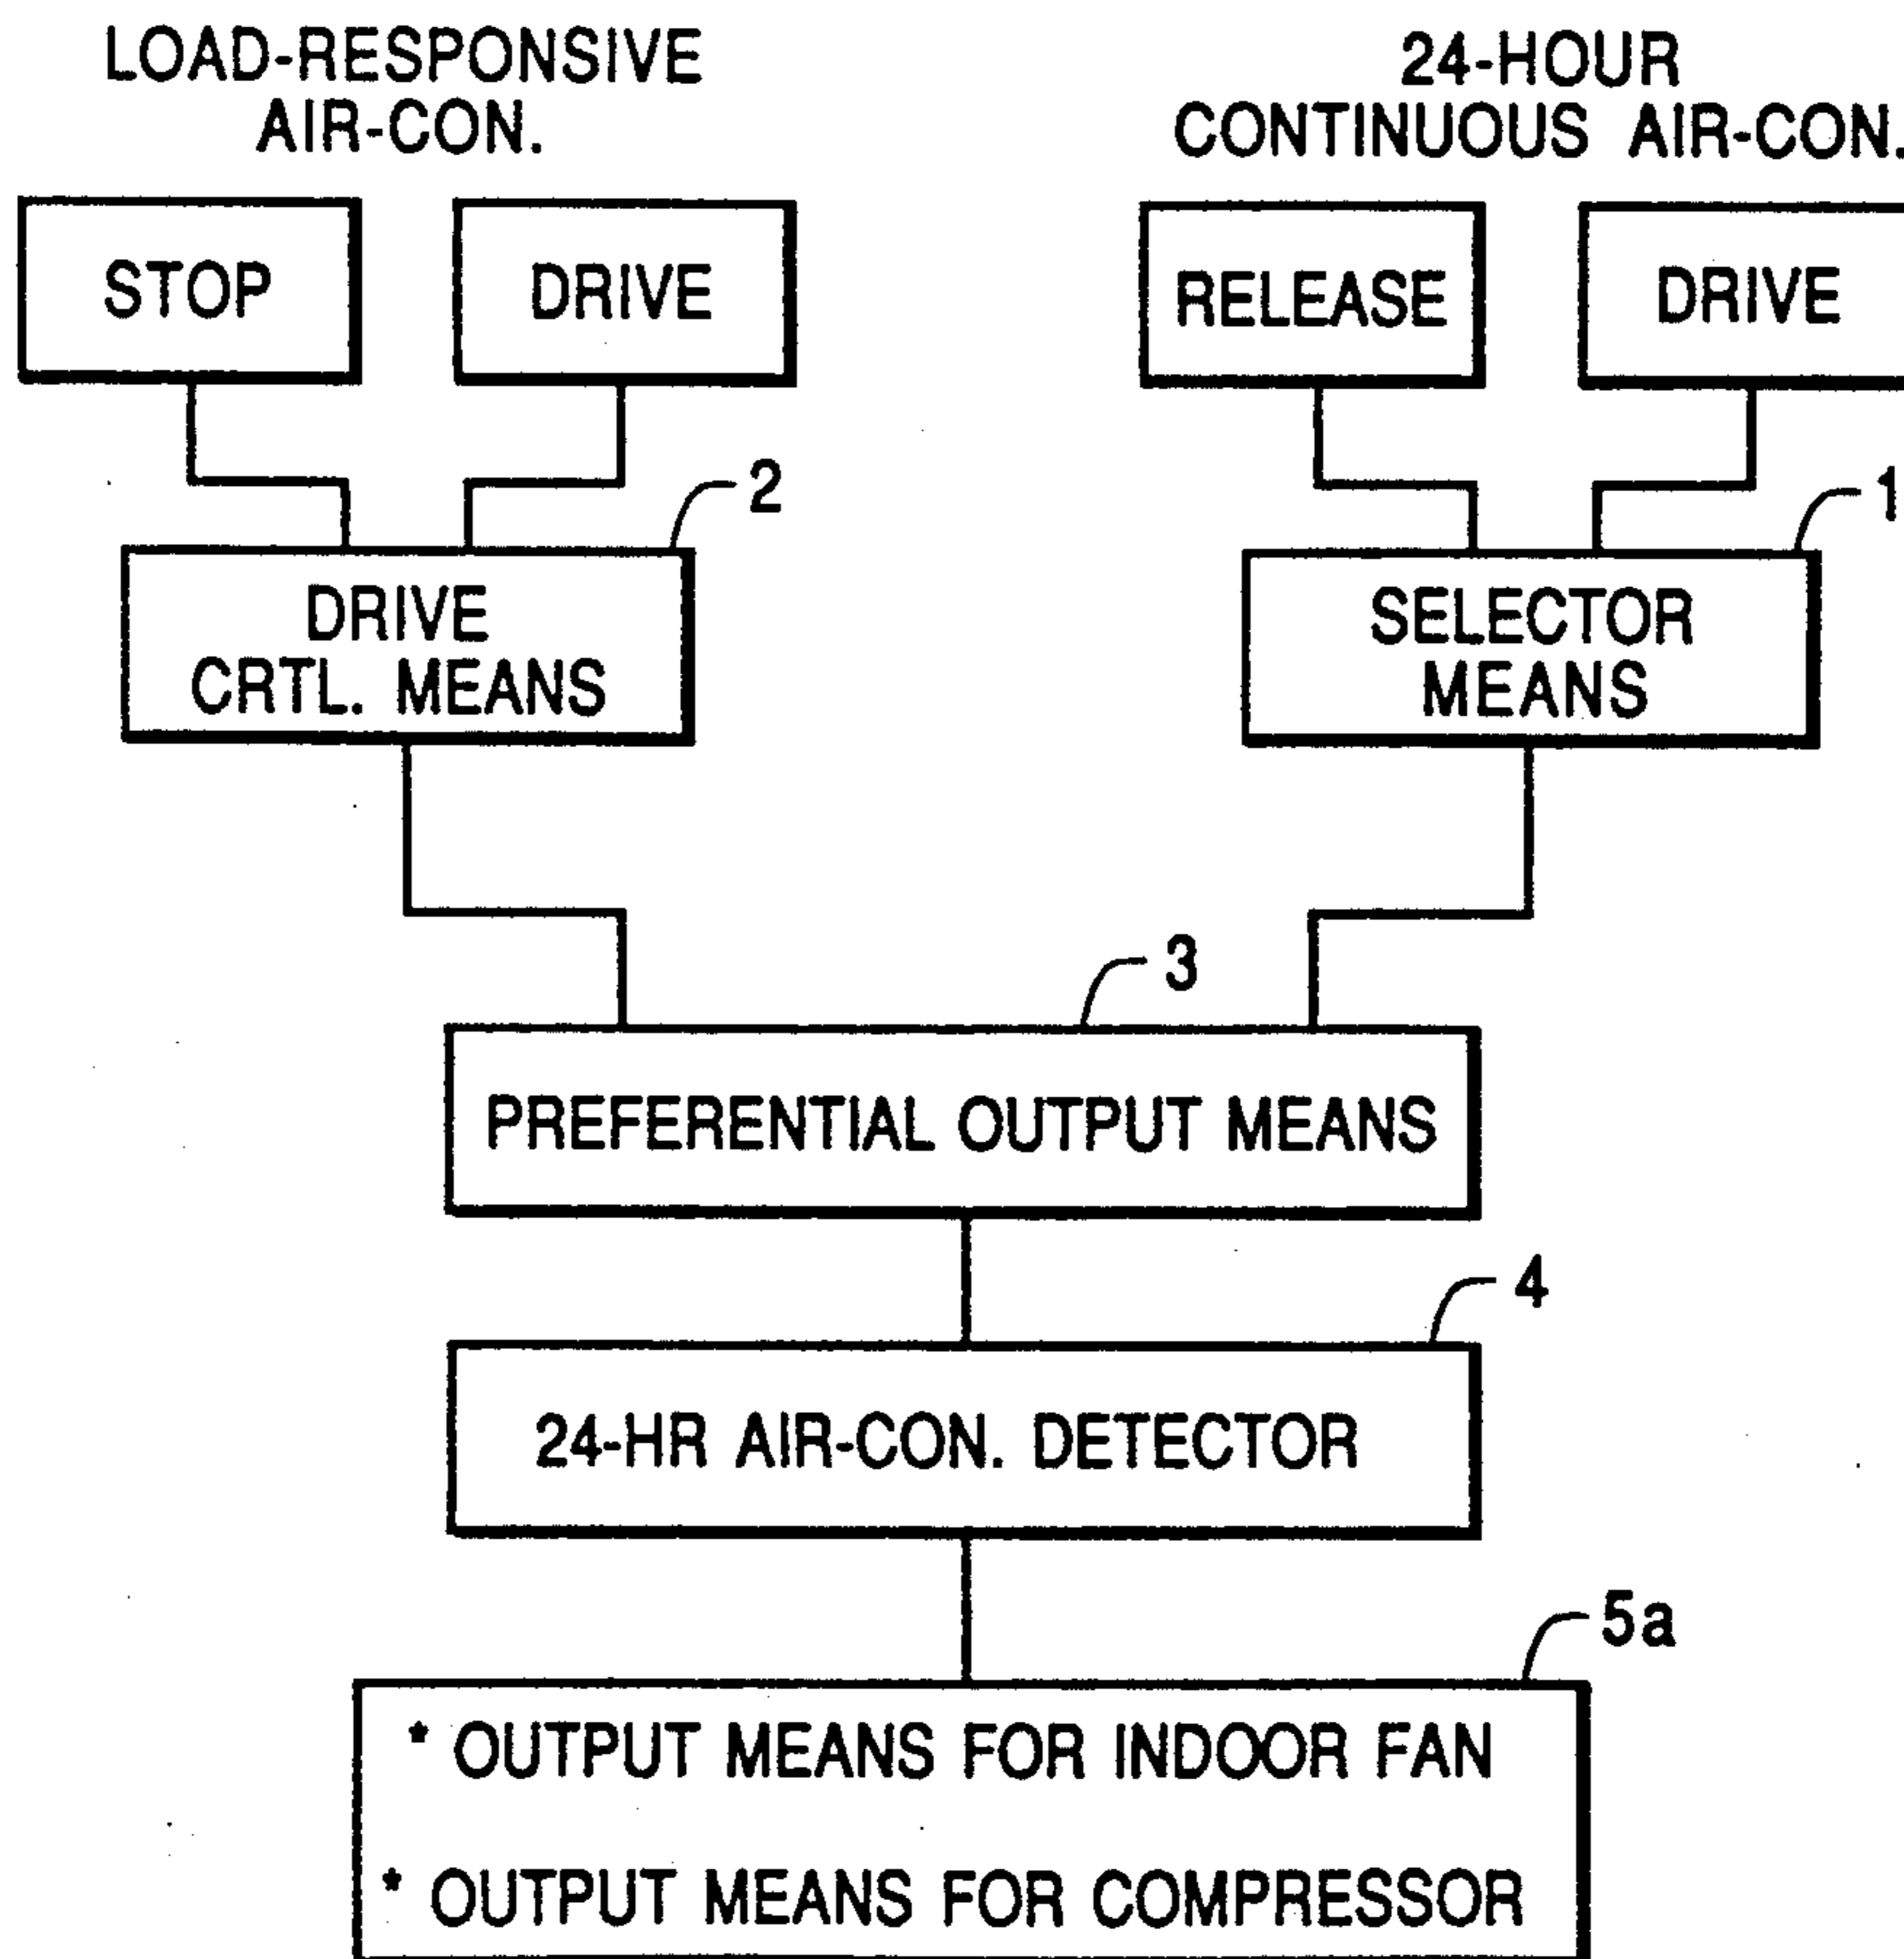 LOAD-RESPONSIVE
AIR-CON.
24-HOUR
CONTINUOUS AIR-CON.
STOP
DRIVE
RELEASE
DRIVE
2
1
DRIVE
CRTL. MEANS
SELECTOR
MEANS
3
PREFERENTIAL OUTPUT MEANS
4
24-HR AIR-CON. DETECTOR
5a
* OUTPUT MEANS FOR INDOOR FAN
* OUTPUT MEANS FOR COMPRESSOR